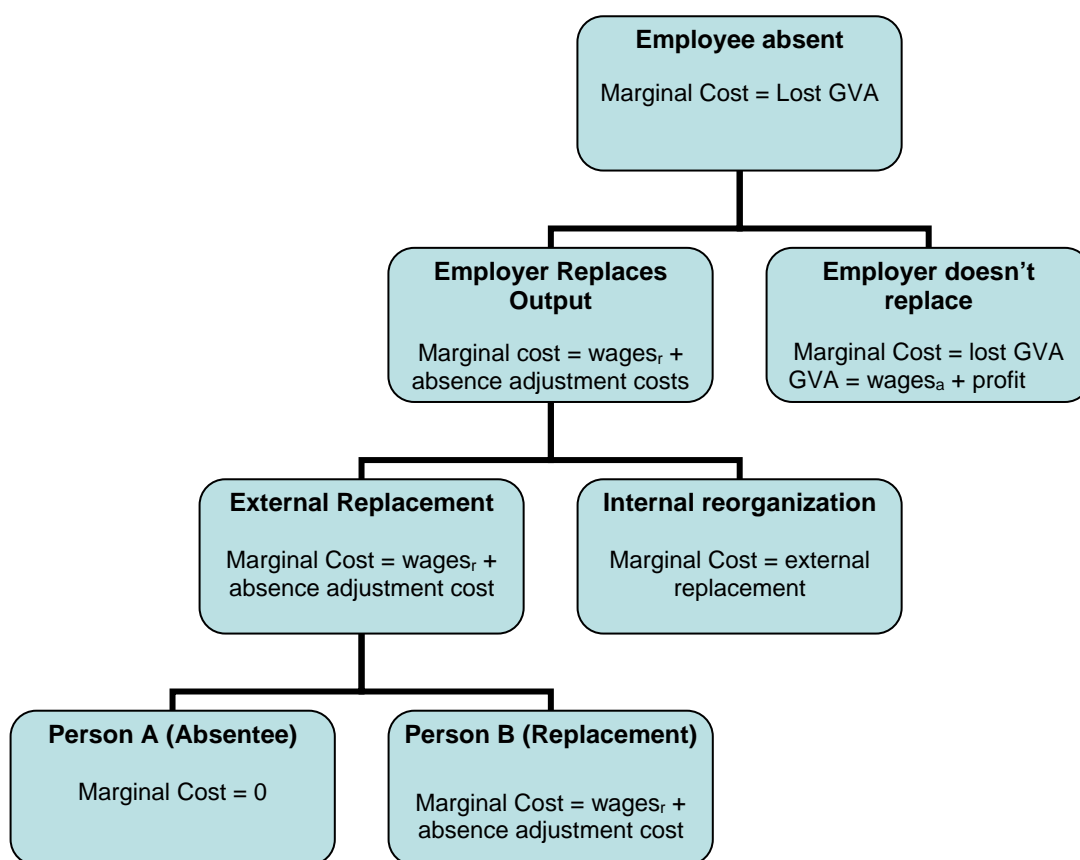 Employee absent
Marginal Cost = Lost GVA
Employer Replaces
Output
Marginal cost = wagesᵣ +
absence adjustment costs
Employer doesn’t
replace
Marginal Cost = lost GVA
GVA = wagesₐ + profit
External Replacement
Marginal Cost = wagesᵣ +
absence adjustment cost
Internal reorganization
Marginal Cost = external
replacement
Person A (Absentee)
Marginal Cost = 0
Person B (Replacement)
Marginal Cost = wagesᵣ +
absence adjustment cost